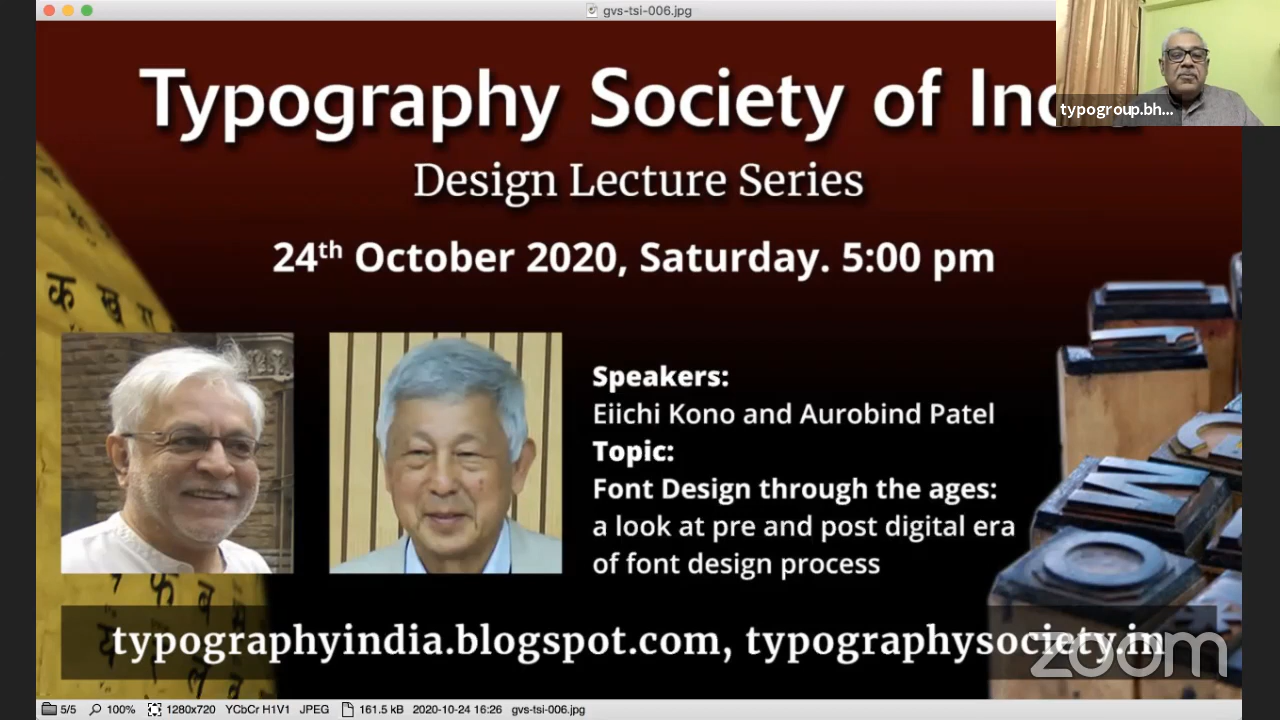 gvs-tsi-006.jpg
typogroup.bh...
Typography Society of
Design Lecture Series
24th October 2020, Saturday. 5:00 pm
क ख ग
Speakers:
Eiichi Kono and Aurobind Patel
Topic:
Font Design through the ages:
a look at pre and post digital era
of font design process
typographyindia.blogspot.com, typographysociety.in
zoom
5/5 100% 1280x720 YCbCr H1V1 JPEG 161.5 kB 2020-10-24 16:26 gvs-tsi-006.jpg